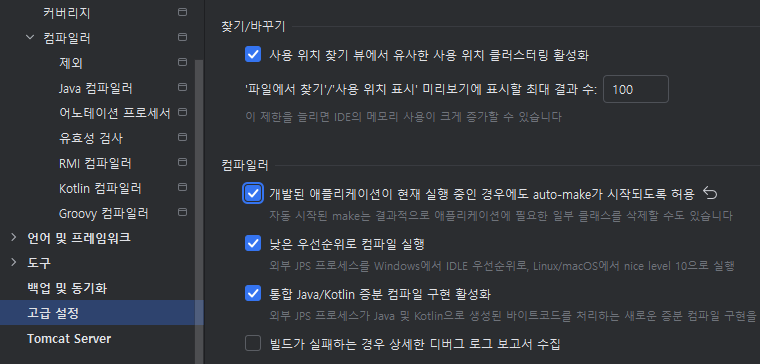 커버리지
컴파일러
제외
Java 컴파일러
어노테이션 프로세서
유효성 검사
RMI 컴파일러
Kotlin 컴파일러
Groovy 컴파일러
언어 및 프레임워크
도구
백업 및 동기화
고급 설정
Tomcat Server
찾기/바꾸기
사용 위치 찾기 뷰에서 유사한 사용 위치 클러스터링 활성화
'파일에서 찾기'/'사용 위치 표시' 미리보기에 표시할 최대 결과 수: 100
이 제한을 늘리면 IDE의 메모리 사용이 크게 증가할 수 있습니다
컴파일러
개발된 애플리케이션이 현재 실행 중인 경우에도 auto-make가 시작되도록 허용
자동 시작된 make는 결과적으로 애플리케이션에 필요한 일부 클래스를 삭제할 수도 있습니다
낮은 우선순위로 컴파일 실행
외부 JPS 프로세스를 Windows에서 IDLE 우선순위로, Linux/macOS에서 nice level 10으로 실행
통합 Java/Kotlin 증분 컴파일 구현 활성화
외부 JPS 프로세스가 Java 및 Kotlin으로 생성된 바이트코드를 처리하는 새로운 증분 컴파일 구현을
빌드가 실패하는 경우 상세한 디버그 로그 보고서 수집